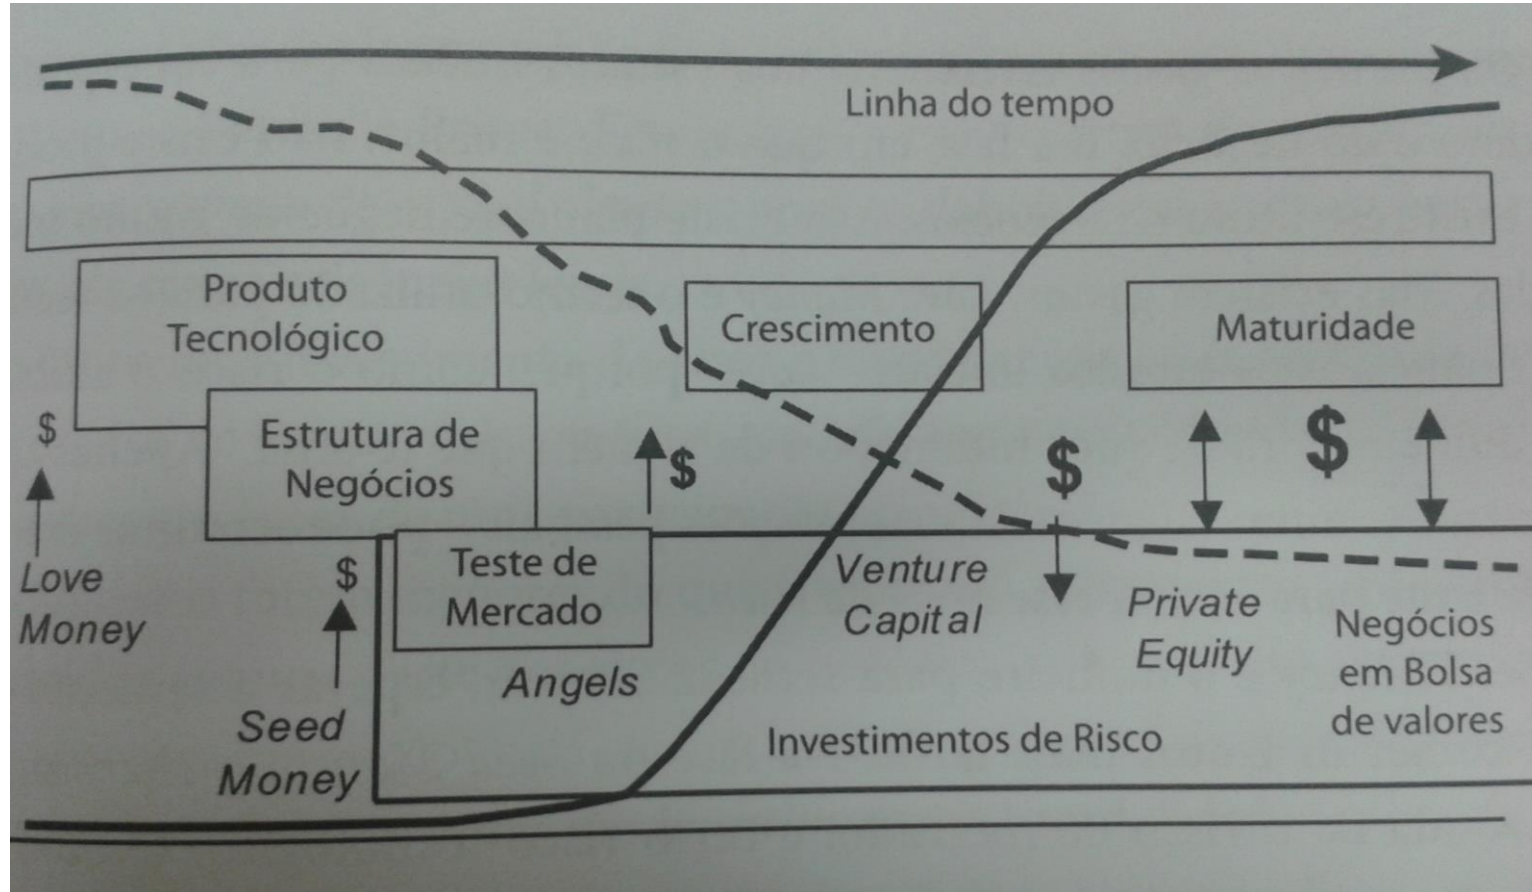 Linha do tempo
Produto
Tecnológico
Crescimento
Maturidade
Estrutura de
Negócios
$
$
$
$
Love
Money
$
Teste de
Mercado
Venture
Capital
Private
Equity
Negócios
em Bolsa
de valores
Angels
Seed
Money
Investimentos de Risco